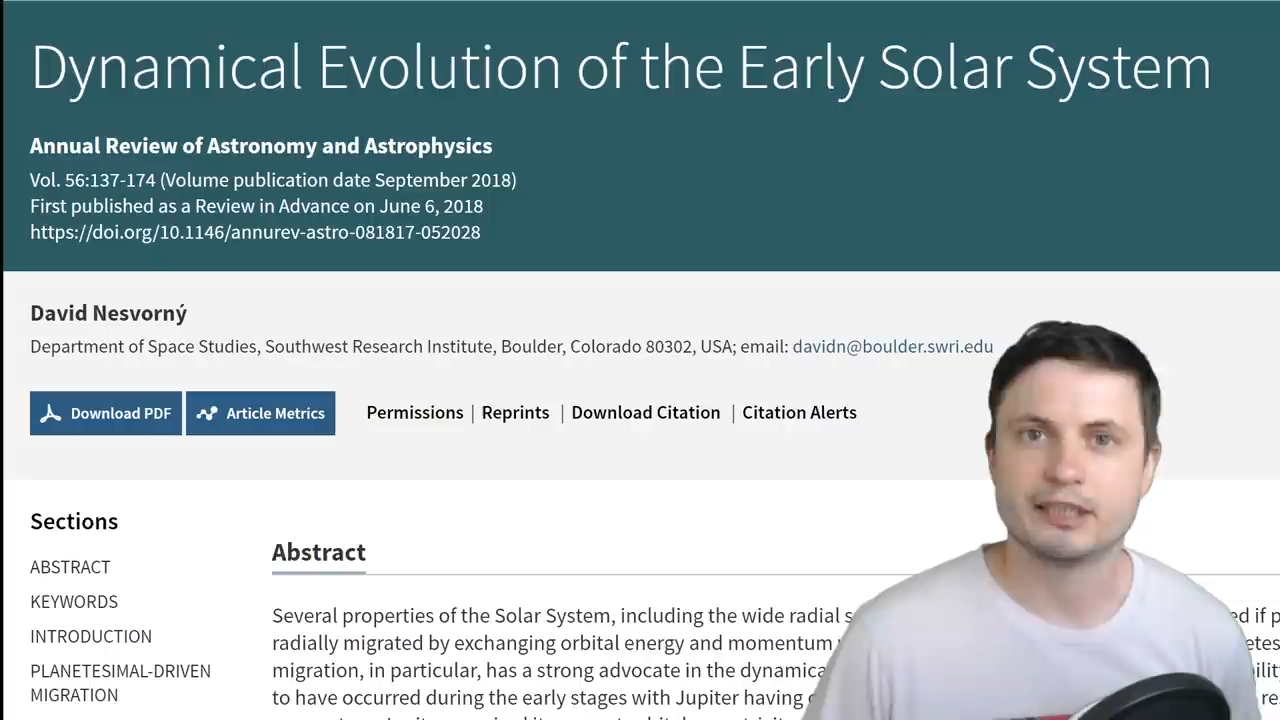 Dynamical Evolution of the Early Solar System
Annual Review of Astronomy and Astrophysics
Vol. 56:137-174 (Volume publication date September 2018)
First published as a Review in Advance on June 6, 2018
https://doi.org/10.1146/annurev-astro-081817-052028
David Nesvorný
Department of Space Studies, Southwest Research Institute, Boulder, Colorado 80302, USA; email: davidn@boulder.swri.edu
Download PDF Article Metrics Permissions | Reprints | Download Citation | Citation Alerts
Sections
ABSTRACT
KEYWORDS
INTRODUCTION
PLANETESIMAL-DRIVEN
MIGRATION
Abstract
Several properties of the Solar System, including the wide radial if p
radially migrated by exchanging orbital energy and momentum
migration, in particular, has a strong advocate in the
to have occurred during the early stages with Jupiter having